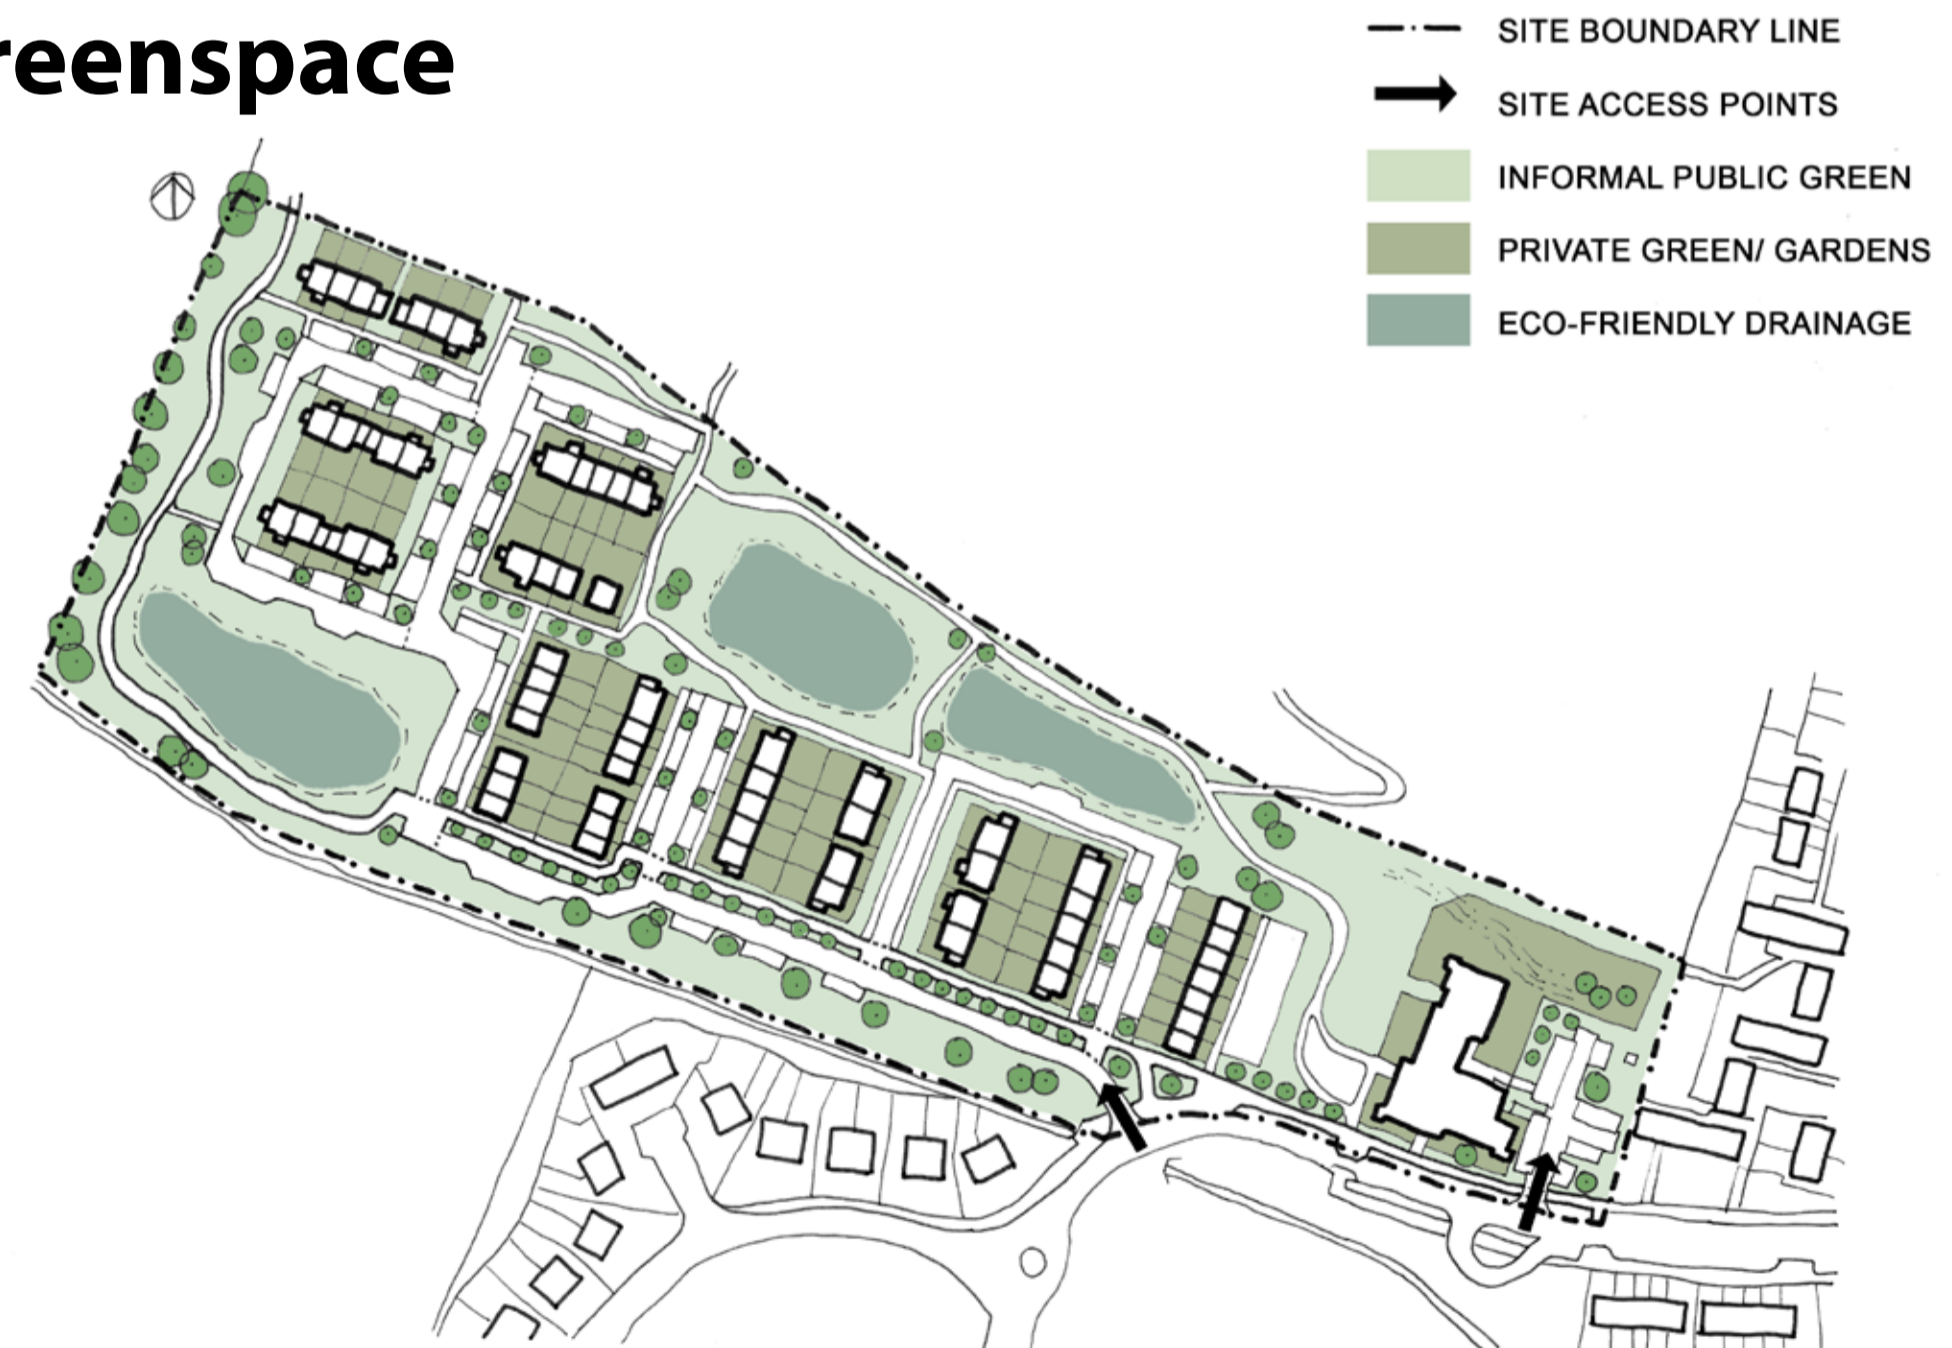 reenspace
SITE BOUNDARY LINE
SITE ACCESS POINTS
INFORMAL PUBLIC GREEN
PRIVATE GREEN/ GARDENS
ECO-FRIENDLY DRAINAGE